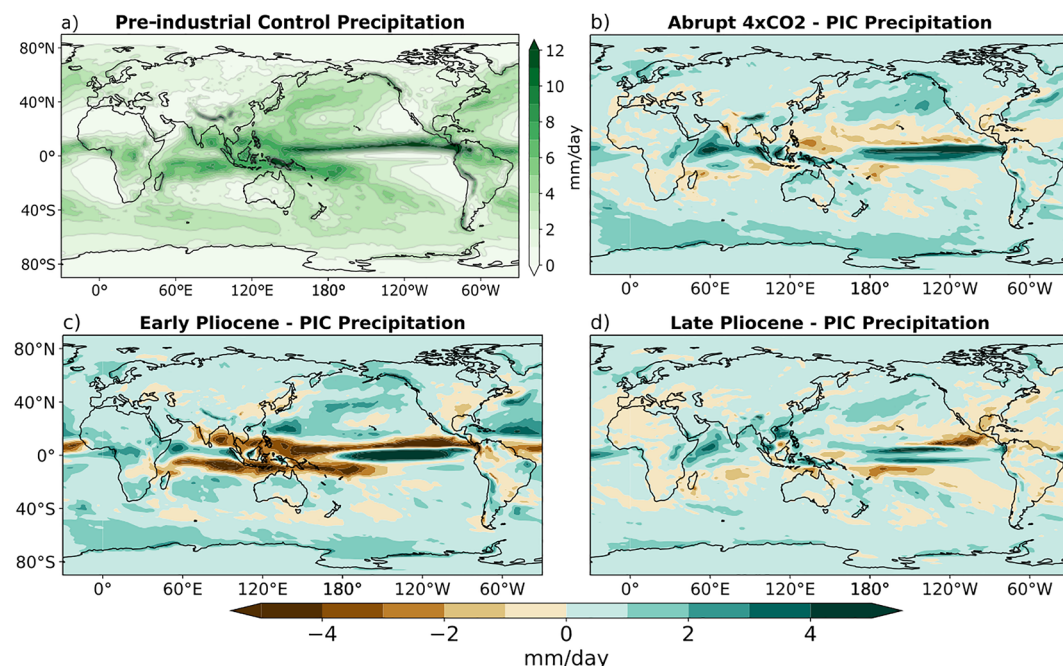 a) Pre-industrial Control Precipitation
80°N
40°N
0°
40°S
80°S
0° 60°E 120°E 180° 120°W 60°W
12
10
8
6
4
2
0
mm/day
b) Abrupt 4xCO2 - PIC Precipitation
0° 60°E 120°E 180° 120°W 60°W
c) Early Pliocene - PIC Precipitation
80°N
40°N
0°
40°S
80°S
0° 60°E 120°E 180° 120°W 60°W
d) Late Pliocene - PIC Precipitation
0° 60°E 120°E 180° 120°W 60°W
−4 −2 0 2 4
mm/day